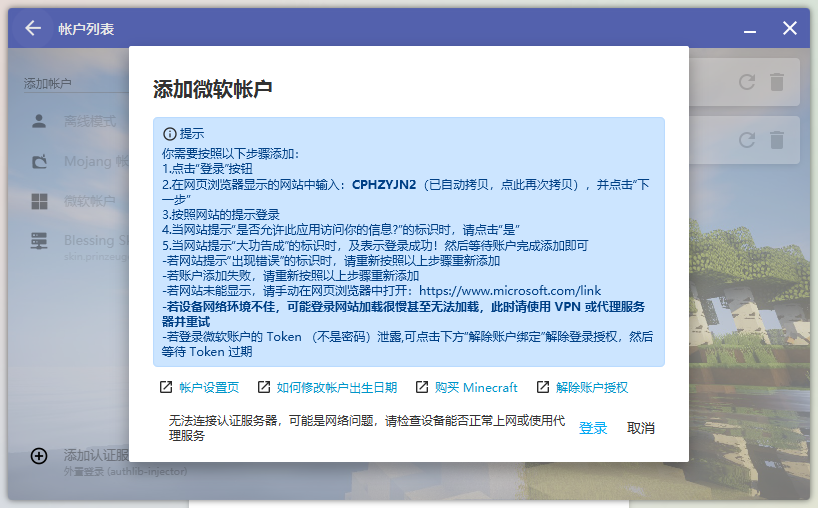 帐户列表
添加帐户
离线模式
Mojang 帐
微软帐户
Blessing Sk
skin.prinzeuge
添加认证服
外置登录 (authlib-injector)
添加微软帐户
提示
你需要按照以下步骤添加：
1.点击“登录”按钮
2.在网页浏览器显示的网站中输入：CPHZYJN2（已自动拷贝，点此再次拷贝），并点击“下
一步”
3.按照网站的提示登录
4.当网站提示“是否允许此应用访问你的信息?”的标识时，请点击“是”
5.当网站提示“大功告成”的标识时，及表示登录成功！然后等待账户完成添加即可
-若网站提示“出现错误”的标识时，请重新按照以上步骤重新添加
-若账户添加失败，请重新按照以上步骤重新添加
-若网站未能显示，请手动在网页浏览器中打开：https://www.microsoft.com/link
-若设备网络环境不佳，可能登录网站加载很慢甚至无法加载，此时请使用 VPN 或代理服务
器并重试
-若登录微软账户的 Token （不是密码）泄露,可点击下方“解除账户绑定”解除登录授权，然后
等待 Token 过期
帐户设置页 如何修改帐户出生日期 购买 Minecraft 解除账户授权
无法连接认证服务器，可能是网络问题，请检查设备能否正常上网或使用代
理服务
登录 取消